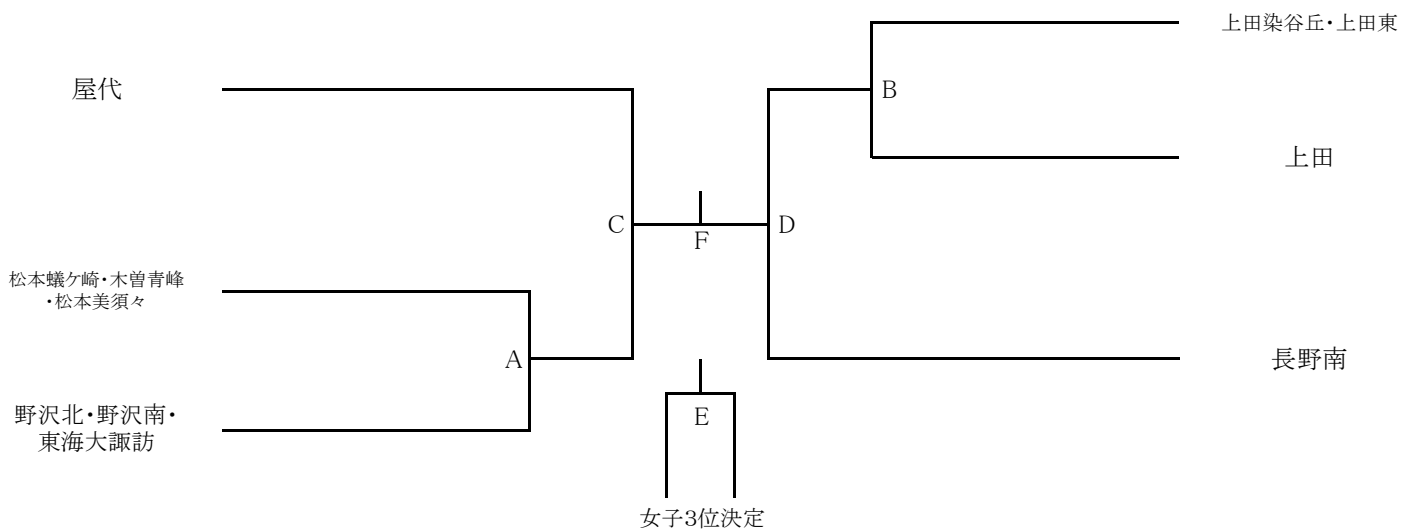 上田染谷丘・上田東
屋代
B
上田
C
D
F
松本蟻ケ崎・木曽青峰
・松本美須々
A
長野南
野沢北・野沢南・
東海大諏訪
E
女子3位決定